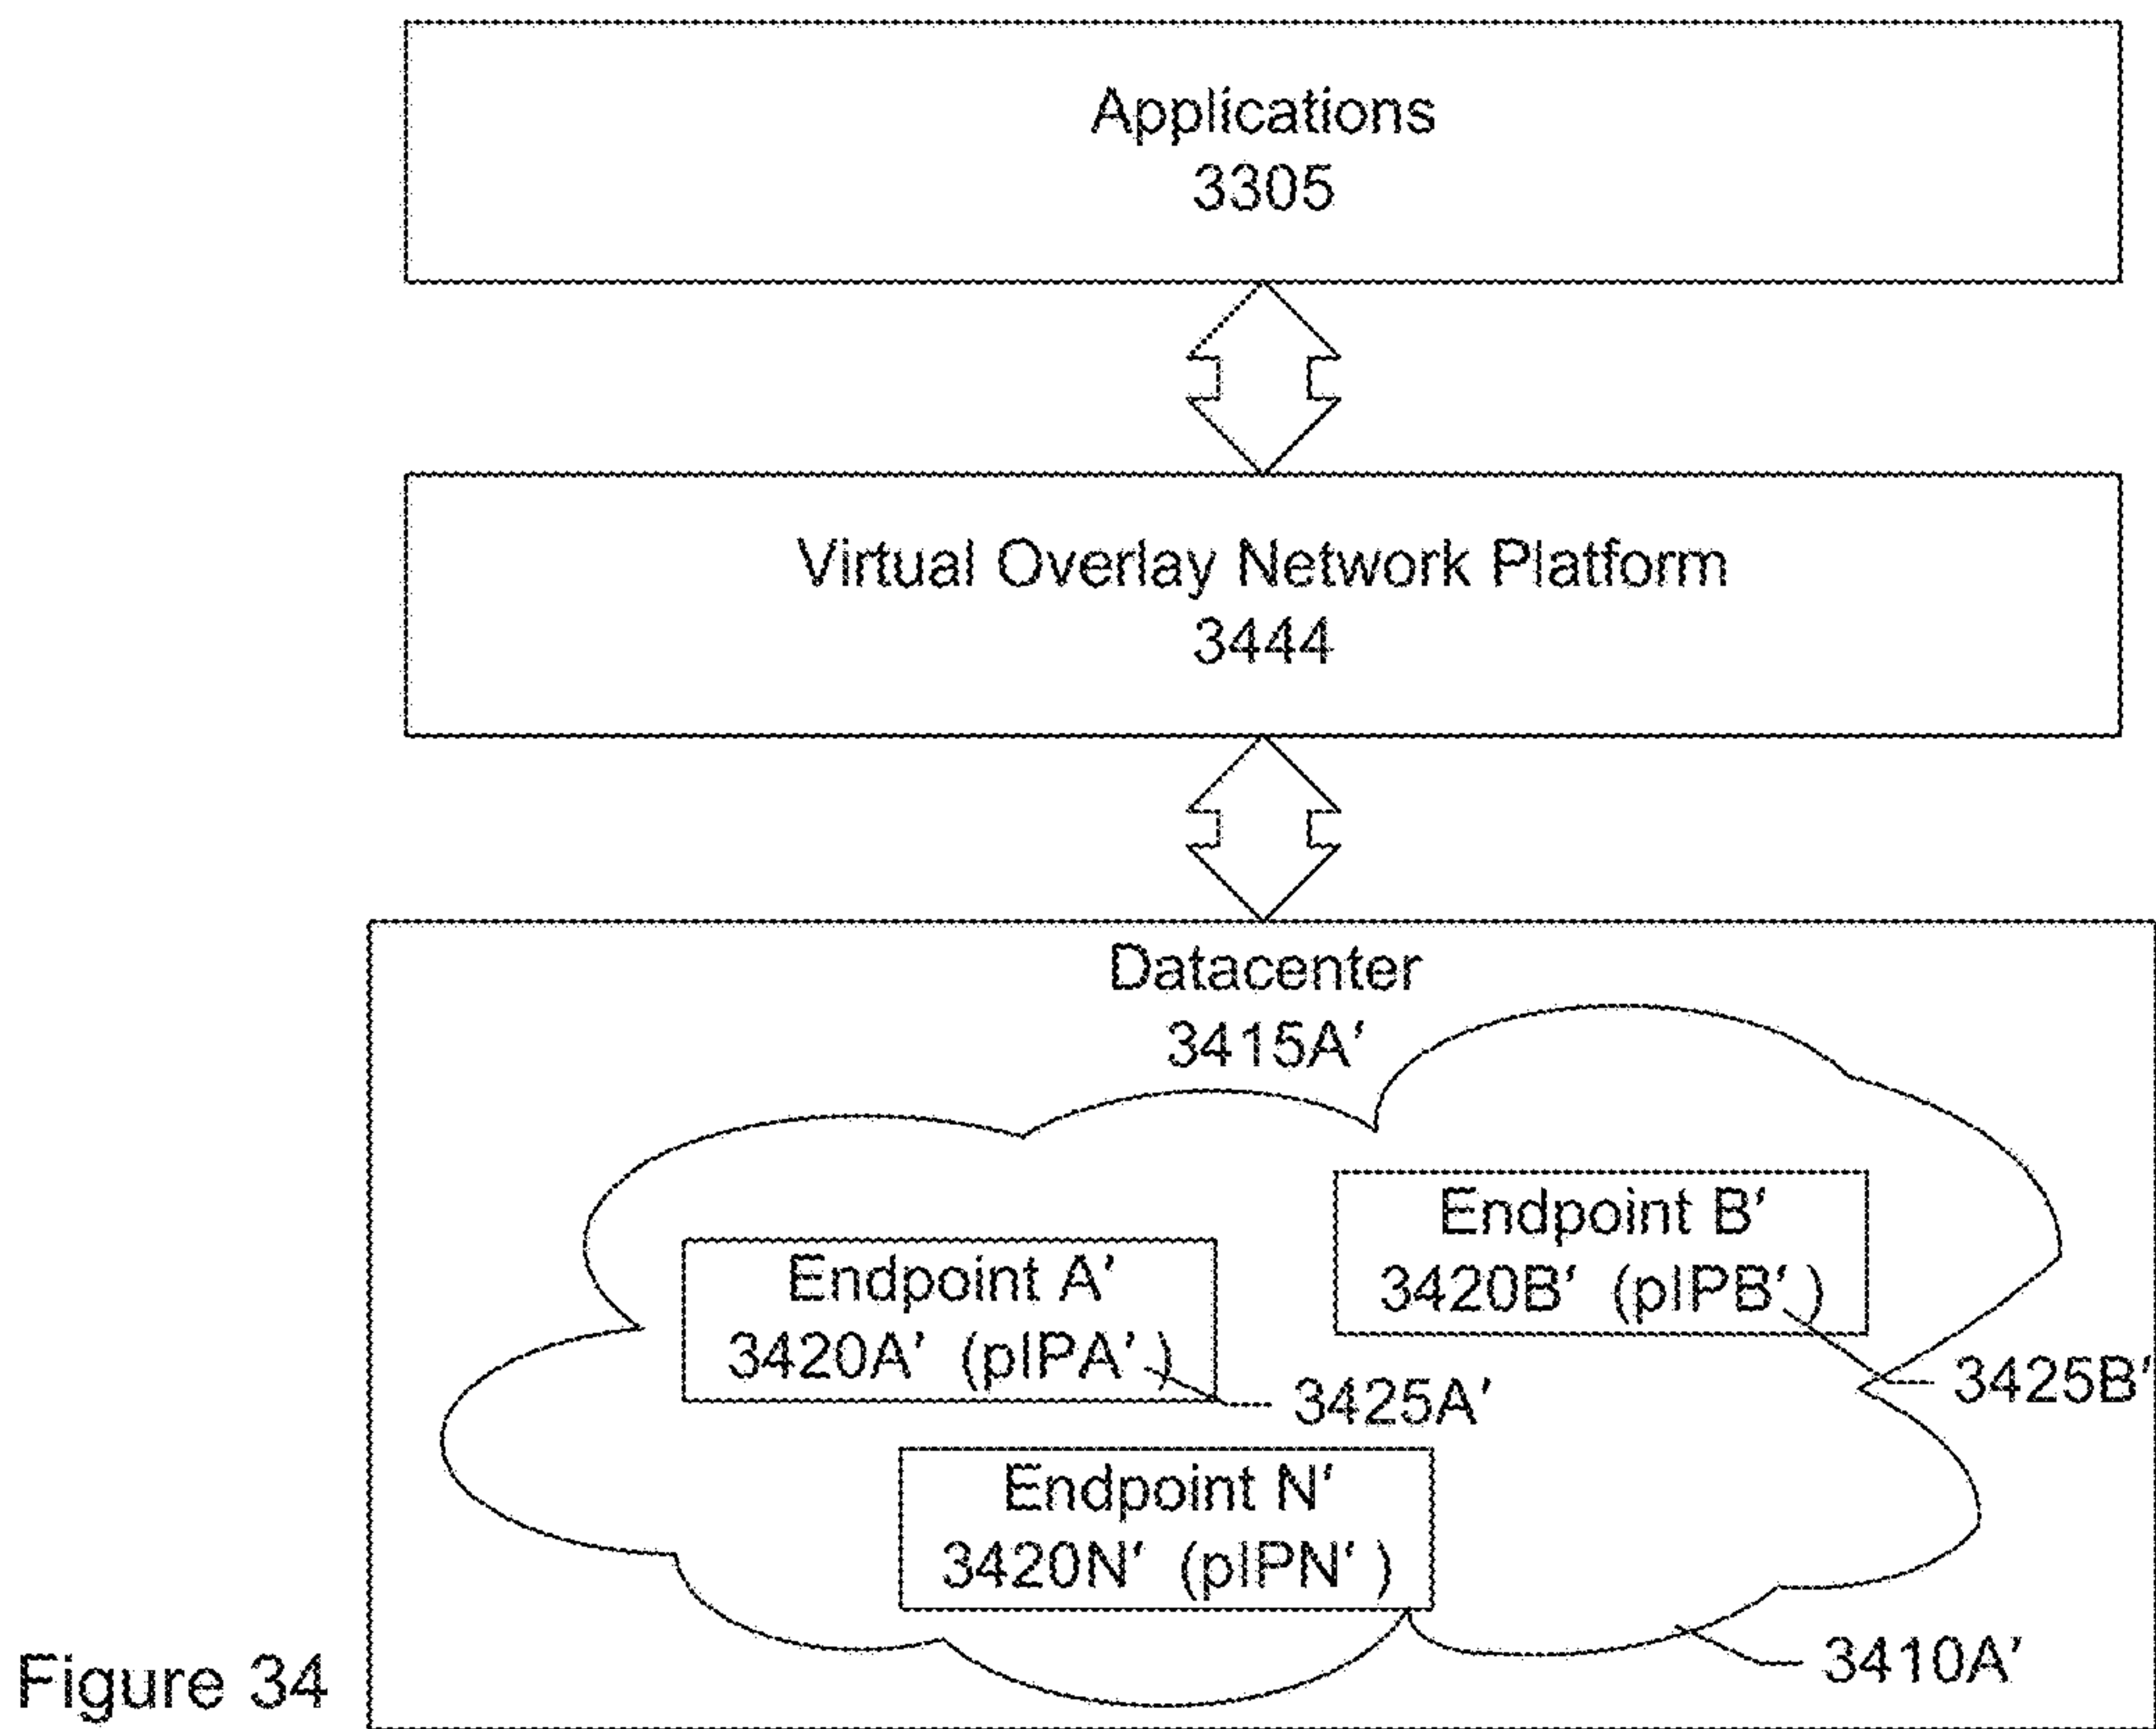 Applications
3305
Virtual Overlay Network Platform
3444
Datacenter
3415A′
Endpoint B′
3420B′ (pIPB′ )
Endpoint A′
3420A′ (pIPA′ )
3425B′
3425A′
Endpoint N′
3420N′ (pIPN′ )
3410A′
Figure 34